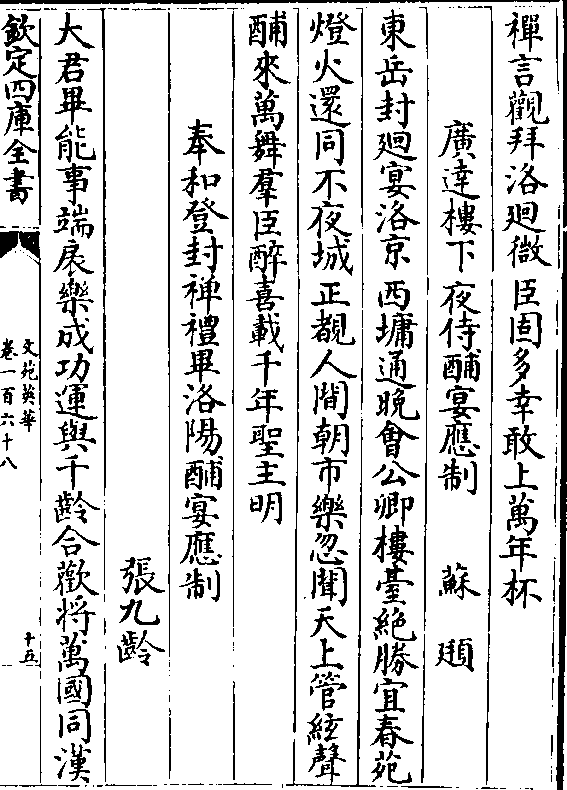 禪言觀拜洛廻微臣固多幸敢上萬年杯
廣達樓下夜侍酺宴應制　蘇頲
東岳封廻宴洛京西墉通晚會公卿樓臺絶勝宜春苑
燈火還同不夜城正覩人間朝市樂忽聞天上管絃聲
酺來萬舞羣臣醉喜載千年聖主明
奉和登封禅禮畢洛陽酺宴應制
張九齡
大君畢能事端扆樂成功運與千齡合歡將萬國同漢
欽定四庫全書
文苑英華
卷一百六十八
十五